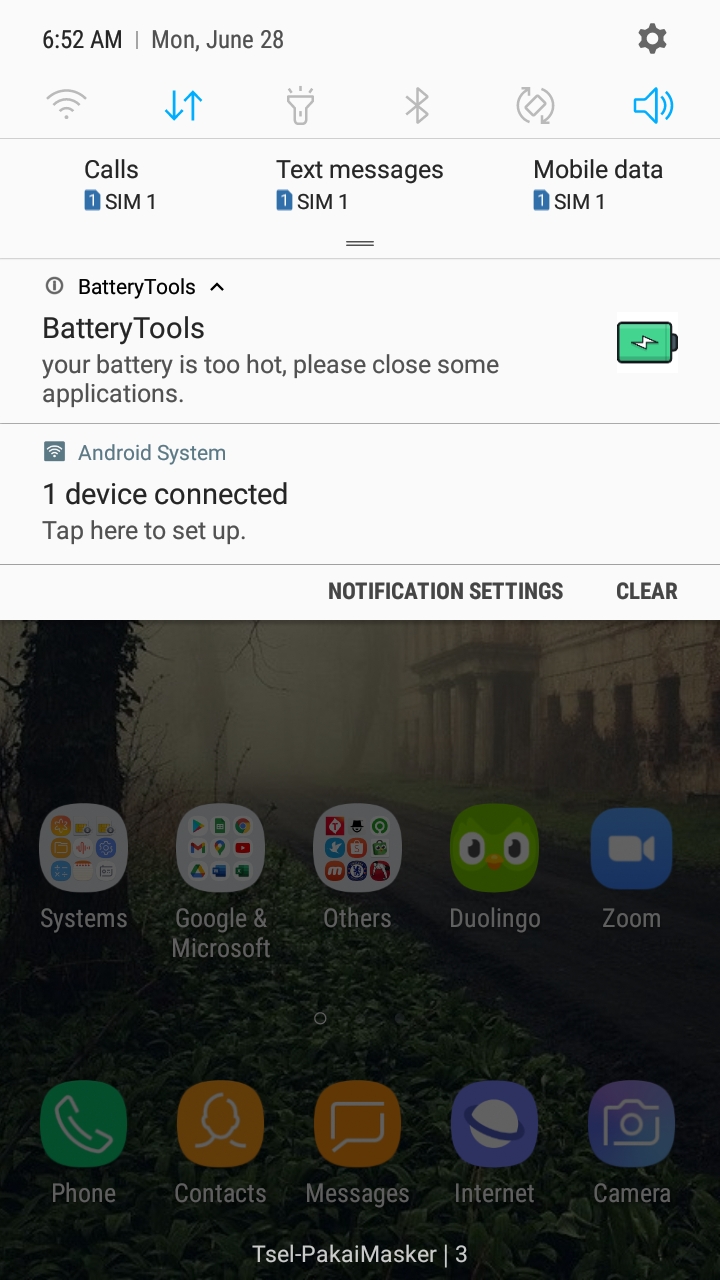 6:52 AM | Mon, June 28
Calls
1 SIM 1
Text messages
1 SIM 1
Mobile data
1 SIM 1
BatteryTools
BatteryTools
your battery is too hot, please close some
applications.
Android System
1 device connected
Tap here to set up.
NOTIFICATION SETTINGS CLEAR
Systems
Google &
Microsoft
Others
Duolingo
Zoom
Phone
Contacts
Messages
Internet
Camera
Tsel-PakaiMasker | 3